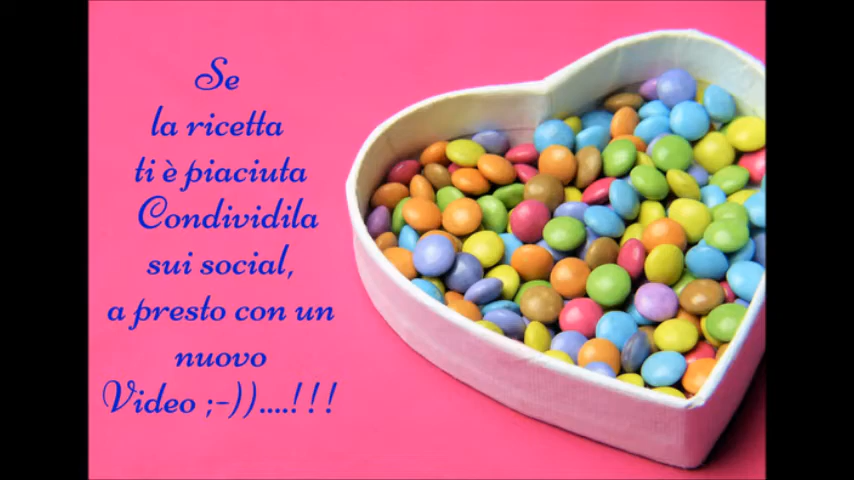 Se
la ricetta
ti è piaciuta
Condividila
sui social,
a presto con un
nuovo
Video ;-))....!!!